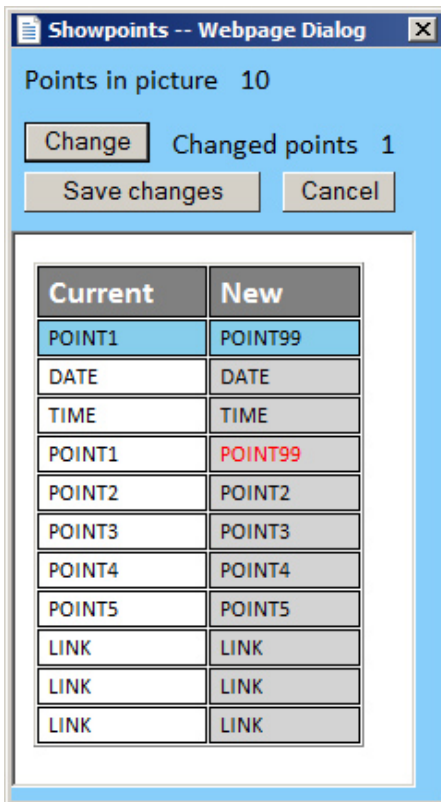 Showpoints -- Webpage Dialog
Points in picture 10
Change Changed points 1
Save changes Cancel
Current New
POINT1 POINT99
DATE DATE
TIME TIME
POINT1 POINT99
POINT2 POINT2
POINT3 POINT3
POINT4 POINT4
POINT5 POINT5
LINK LINK
LINK LINK
LINK LINK